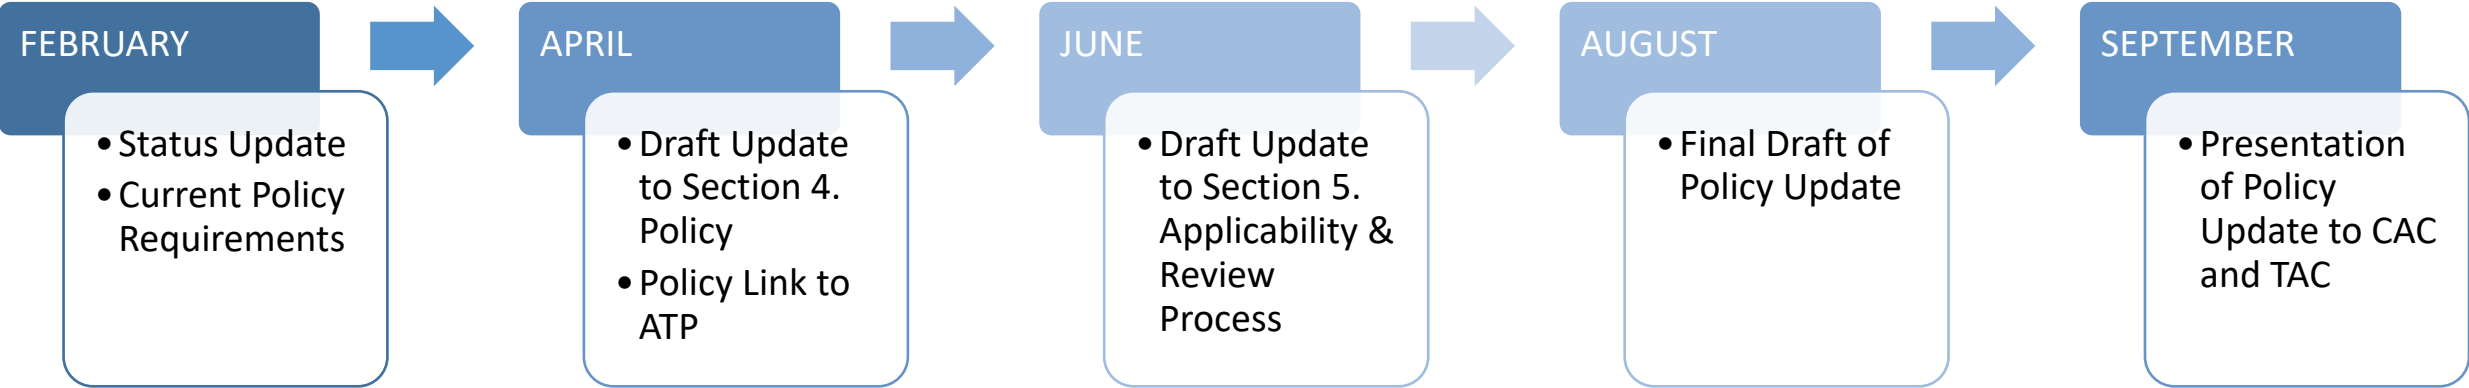 FEBRUARY
• Status Update
• Current Policy
Requirements
APRIL
• Draft Update
to Section 4.
Policy
• Policy Link to
ATP
JUNE
• Draft Update
to Section 5.
Applicability &
Review
Process
AUGUST
• Final Draft of
Policy Update
SEPTEMBER
• Presentation
of Policy
Update to CAC
and TAC